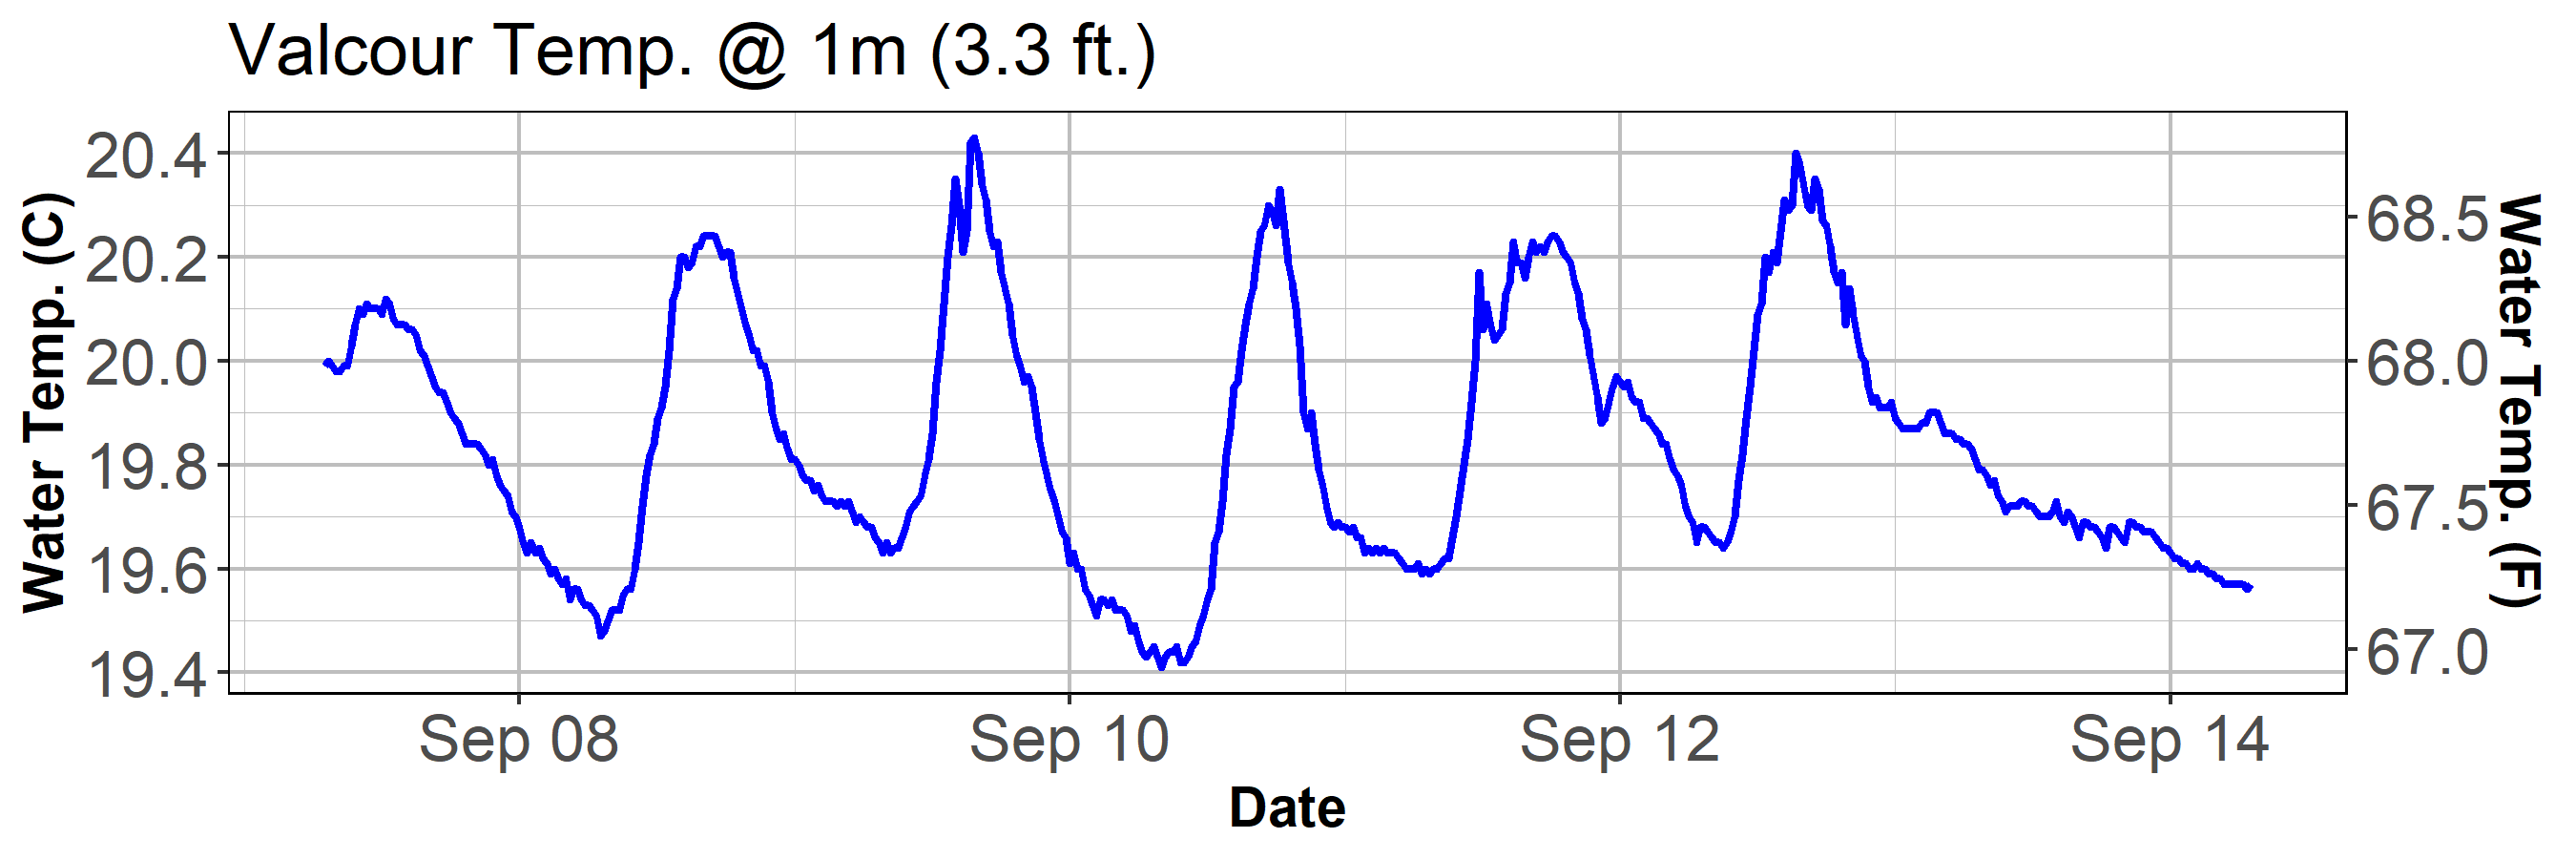 Valcour Temp. @ 1m (3.3 ft.)
Water Temp. (C)
20.4
20.2
20.0
19.8
19.6
19.4
68.5
68.0
67.5
67.0
Water Temp. (F)
Sep 08 Sep 10 Sep 12 Sep 14
Date